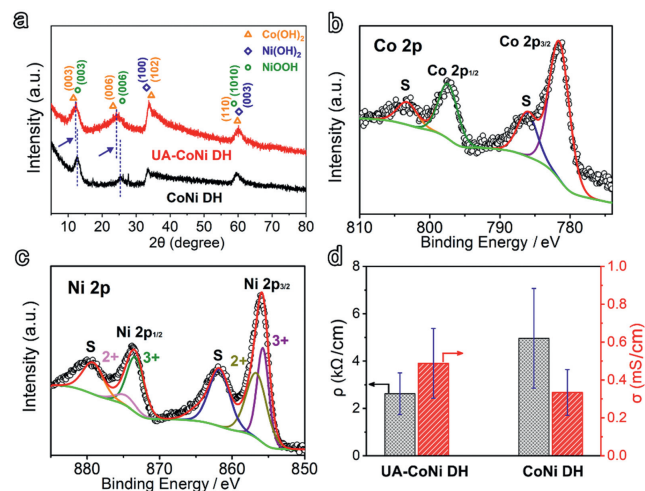 a
Intensity (a.u.)
(003)
(003)
(006)
(006)
(100)
(102)
(110)
(1010)
(003)
Co(OH)₂
Ni(OH)₂
NiOOH
UA-CoNi DH
CoNi DH
5 10 20 30 40 50 60 70 80
2θ (degree)
b
Intensity (a.u.)
Co 2p
S
Co 2p1/2
S
Co 2p3/2
810 800 790 780
Binding Energy / eV
c
Intensity (a.u.)
Ni 2p
S
2+
Ni 2p1/2
3+
S
2+
Ni 2p3/2
3+
880 870 860 850
Binding Energy / eV
d
ρ (kΩ/cm)
8
6
4
2
0
1.0
0.8
0.6
0.4
0.2
0.0
σ (mS/cm)
UA-CoNi DH CoNi DH